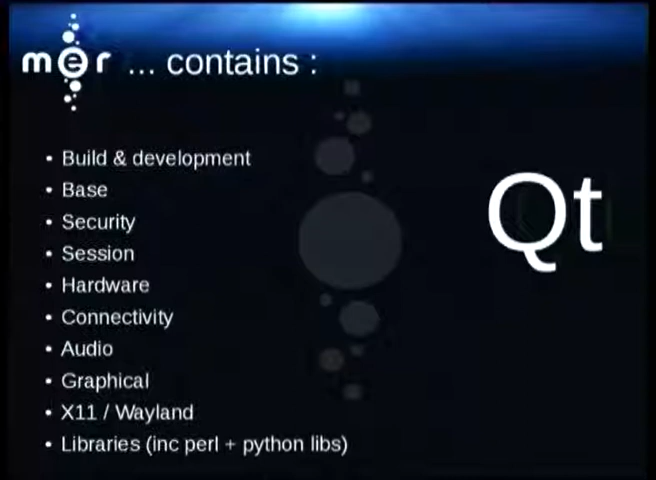 mer ... contains :
• Build & development
• Base
• Security
• Session
• Hardware
• Connectivity
• Audio
• Graphical
• X11 / Wayland
• Libraries (inc perl + python libs)
Qt